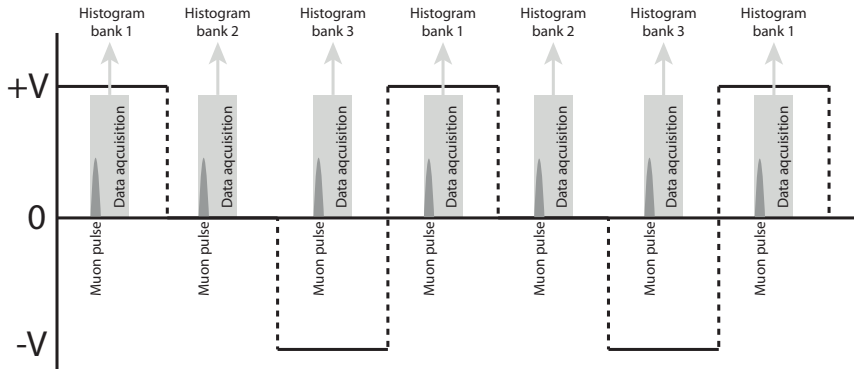 Histogram
bank 1
Histogram
bank 2
Histogram
bank 3
Histogram
bank 1
Histogram
bank 2
Histogram
bank 3
Histogram
bank 1
+V
0
-V
Data aqcuisition
Data aqcuisition
Data aqcuisition
Data aqcuisition
Data aqcuisition
Data aqcuisition
Data aqcuisition
Muon pulse
Muon pulse
Muon pulse
Muon pulse
Muon pulse
Muon pulse
Muon pulse